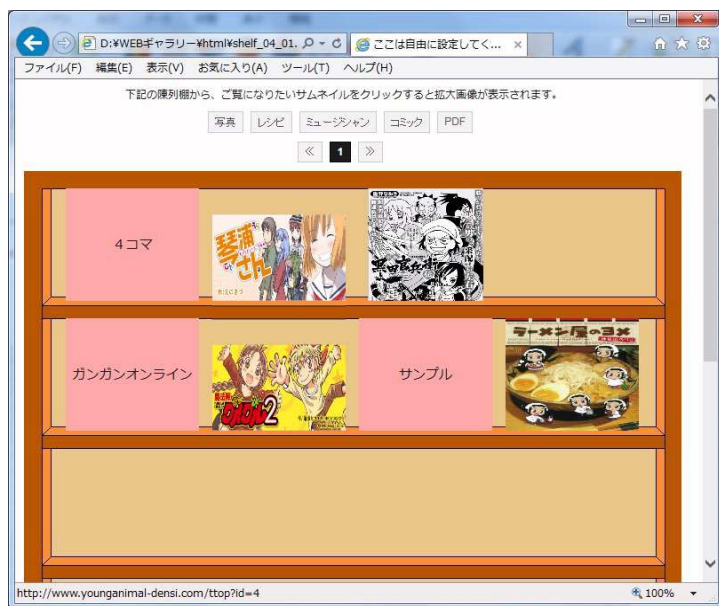 D:¥WEBギャラリー¥html¥shelf_04_01.
ここは自由に設定してく...
ファイル(F) 編集(E) 表示(V) お気に入り(A) ツール(T) ヘルプ(H)
下記の陳列棚から、ご覧になりたいサムネイルをクリックすると拡大画像が表示されます。
写真 レシピ ミュージシャン コミック PDF
≪ 1 ≫
4コマ
琴浦さん
黒田官兵衛
ガンガンオンライン
2
サンプル
ラーメン屋のヨメ
http://www.younganimal-densi.com/ttop?id=4
100%